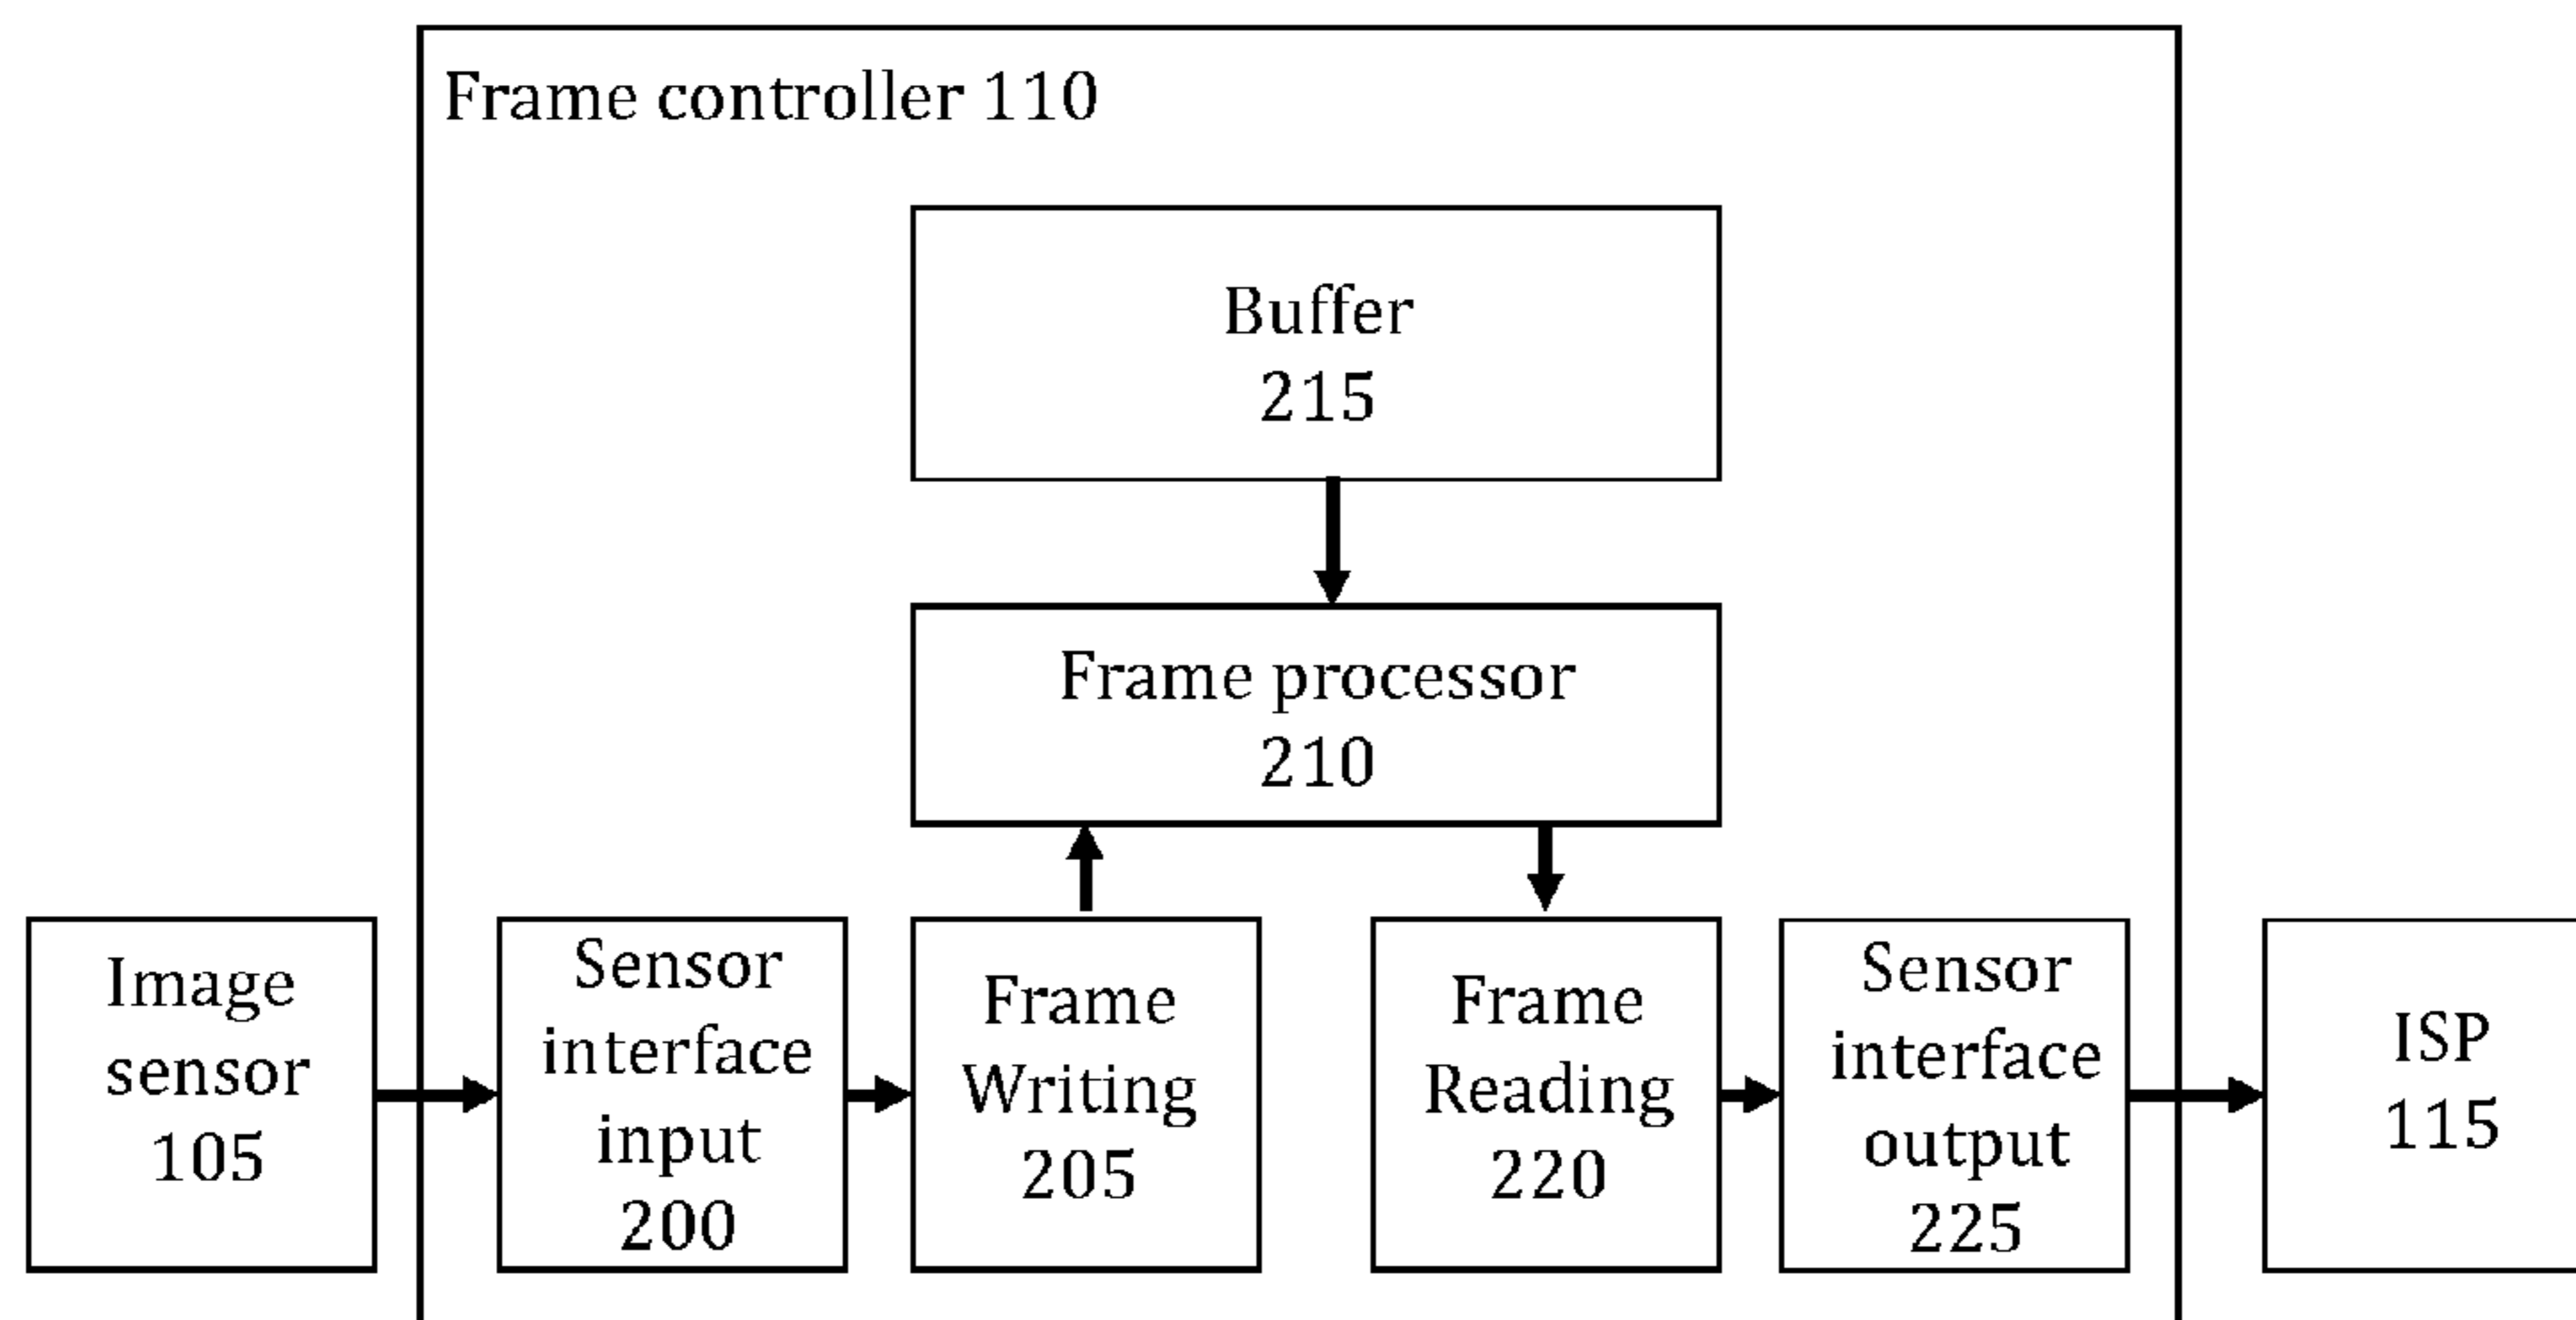 Frame controller 110
Buffer
215
Frame processor
210
Image
sensor
105
Sensor
interface
input
200
Frame
Writing
205
Frame
Reading
220
Sensor
interface
output
225
ISP
115